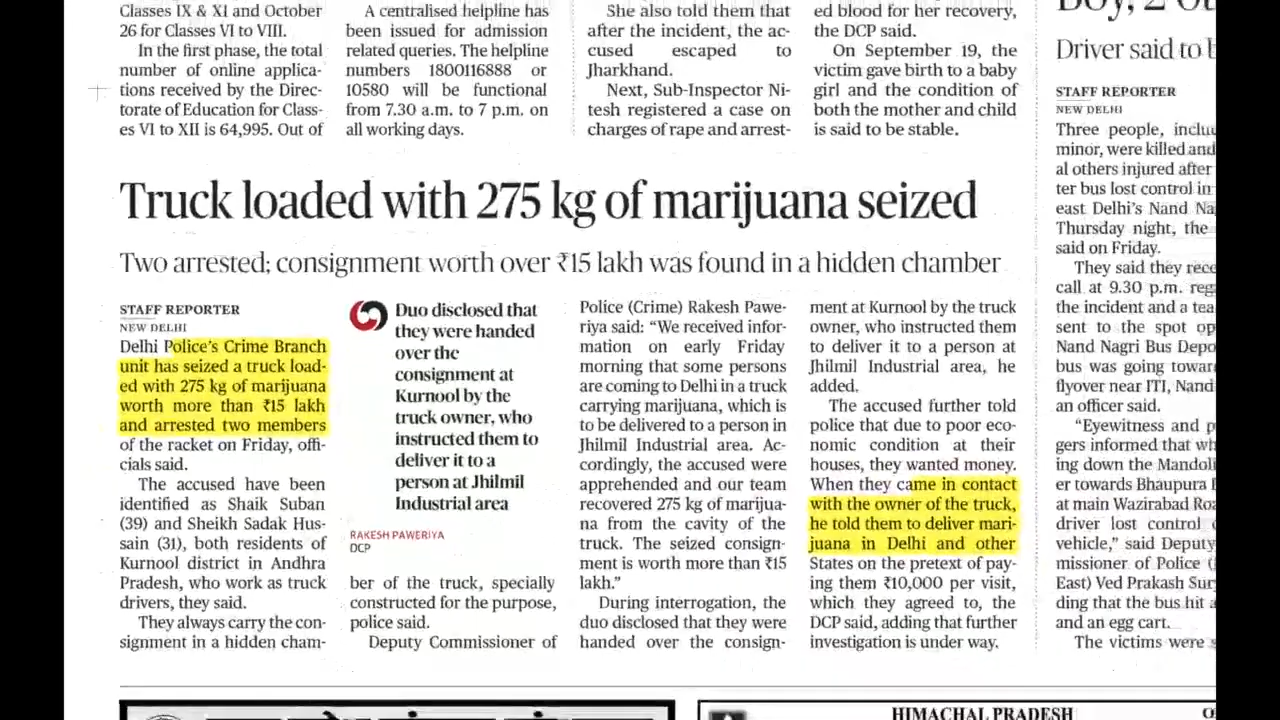 Classes IX & XI and October
26 for Classes VI to VIII.
In the first phase, the total
number of online applica-
tions received by the Direc-
torate of Education for Class-
es VI to XII is 64,995. Out of
A centralised helpline has
been issued for admission
related queries. The helpline
numbers 1800116888 or
10580 will be functional
from 7.30 a.m. to 7 p.m. on
all working days.
She also told them that
after the incident, the ac-
cused escaped to
Jharkhand.
Next, Sub-Inspector Ni-
tesh registered a case on
charges of rape and arrest-
ed blood for her recovery,
the DCP said.
On September 19, the
victim gave birth to a baby
girl and the condition of
both the mother and child
is said to be stable.
Truck loaded with 275 kg of marijuana seized
Two arrested; consignment worth over ₹15 lakh was found in a hidden chamber
STAFF REPORTER
NEW DELHI
Delhi Police's Crime Branch
unit has seized a truck load-
ed with 275 kg of marijuana
worth more than ₹15 lakh
and arrested two members
of the racket on Friday, offi-
cials said.
The accused have been
identified as Shaik Suban
(39) and Sheikh Sadak Hus-
sain (31), both residents of
Kurnool district in Andhra
Pradesh, who work as truck
drivers, they said.
They always carry the con-
signment in a hidden cham-
Duo disclosed that
they were handed
over the
consignment at
Kurnool by the
truck owner, who
instructed them to
deliver it to a
person at Jhilmil
Industrial area
RAKESH PAWERIYA
DCP
ber of the truck, specially
constructed for the purpose,
police said.
Deputy Commissioner of
Police (Crime) Rakesh Pawe-
riya said: “We received infor-
mation on early Friday
morning that some persons
are coming to Delhi in a truck
carrying marijuana, which is
to be delivered to a person in
Jhilmil Industrial area. Ac-
cordingly, the accused were
apprehended and our team
recovered 275 kg of marijua-
na from the cavity of the
truck. The seized consign-
ment is worth more than ₹15
lakh.”
During interrogation, the
duo disclosed that they were
handed over the consign-
ment at Kurnool by the truck
owner, who instructed them
to deliver it to a person at
Jhilmil Industrial area, he
added.
The accused further told
police that due to poor eco-
nomic condition at their
houses, they wanted money.
When they came in contact
with the owner of the truck,
he told them to deliver mari-
juana in Delhi and other
States on the pretext of pay-
ing them ₹10,000 per visit,
which they agreed to, the
DCP said, adding that further
investigation is under way.
Driver said to
STAFF REPORTER
NEW DELHI
Three people, inclu
minor, were killed and
al others injured after
ter bus lost control in
east Delhi's Nand Na
Thursday night, the
said on Friday.
They said they rece
call at 9.30 p.m. reg
the incident and a tea
sent to the spot op
Nand Nagri Bus Depo
bus was going towar
flyover near ITI, Nand
an officer said.
“Eyewitness and p
gers informed that wh
ing down the Mandol
er towards Bhaupura
at main Wazirabad Roa
driver lost control
vehicle,” said Deputy
missioner of Police (
East) Ved Prakash Sur
ding that the bus hit a
and an egg cart.
The victims were
HIMACHAL PRADESH